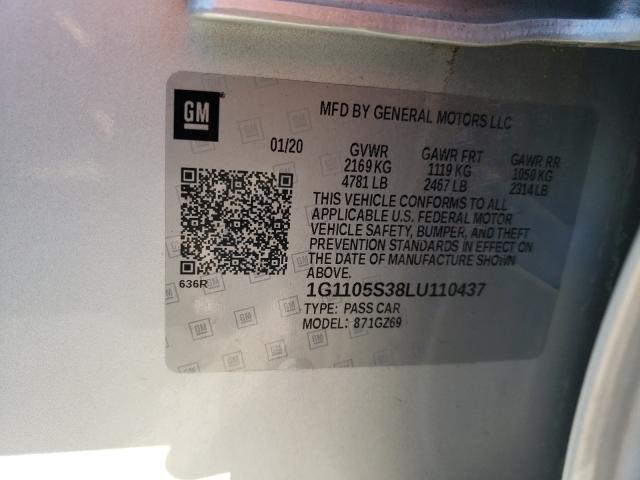 GM
MFD BY GENERAL MOTORS LLC
01/20
GVWR GAWR FRT GAWR RR
2169 KG 1119 KG 1050 KG
4781 LB 2467 LB 2314 LB
THIS VEHICLE CONFORMS TO ALL
APPLICABLE U.S. FEDERAL MOTOR
VEHICLE SAFETY, BUMPER, AND THEFT
PREVENTION STANDARDS IN EFFECT ON
THE DATE OF MANUFACTURE SHOWN
ABOVE.
636R
1G1105S38LU110437
TYPE: PASS CAR
MODEL: 871GZ69